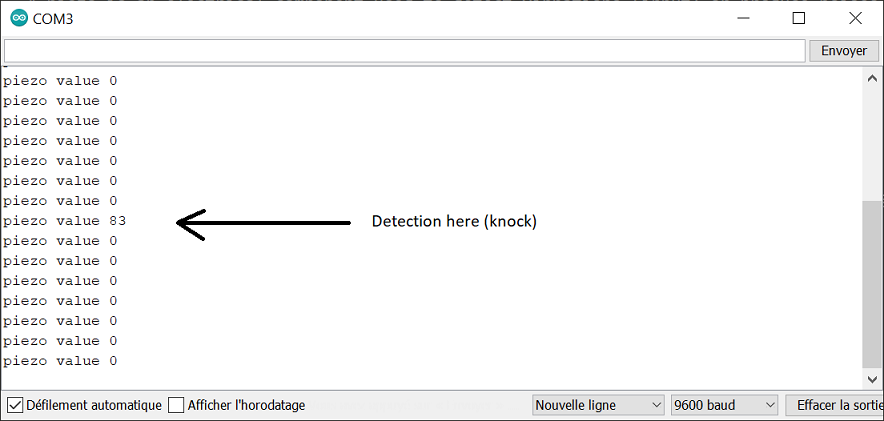 COM3
Envoyer
piezo value 0
piezo value 0
piezo value 0
piezo value 0
piezo value 0
piezo value 0
piezo value 0
piezo value 83
Detection here (knock)
piezo value 0
piezo value 0
piezo value 0
piezo value 0
piezo value 0
piezo value 0
piezo value 0
Défilement automatique
Afficher l'horodatage
Nouvelle ligne
9600 baud
Effacer la sortie